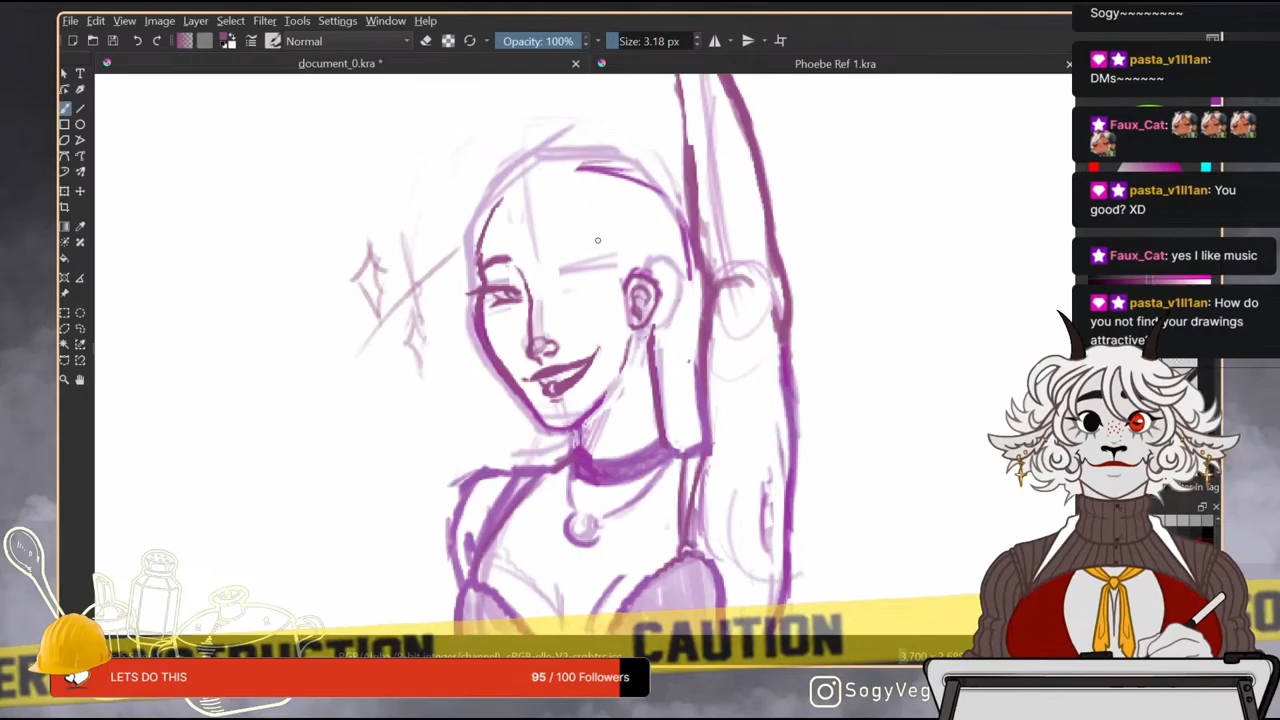 File Edit View Image Layer Select Filter Tools Settings Window Help
Normal
Opacity: 100%
Size: 3.18 px
document_0.kra *
Phoebe Ref 1.kra
Sogy~~~~~~~~
pasta_v1ll1an:
DMs~~~~~~
Faux_Cat:
pasta_v1ll1an: You
good? XD
Faux_Cat: yes I like music
pasta_v1ll1an: How do
you not find your drawings
attractive?
CAUTION
LETS DO THIS
95 / 100 Followers
SogyVeg